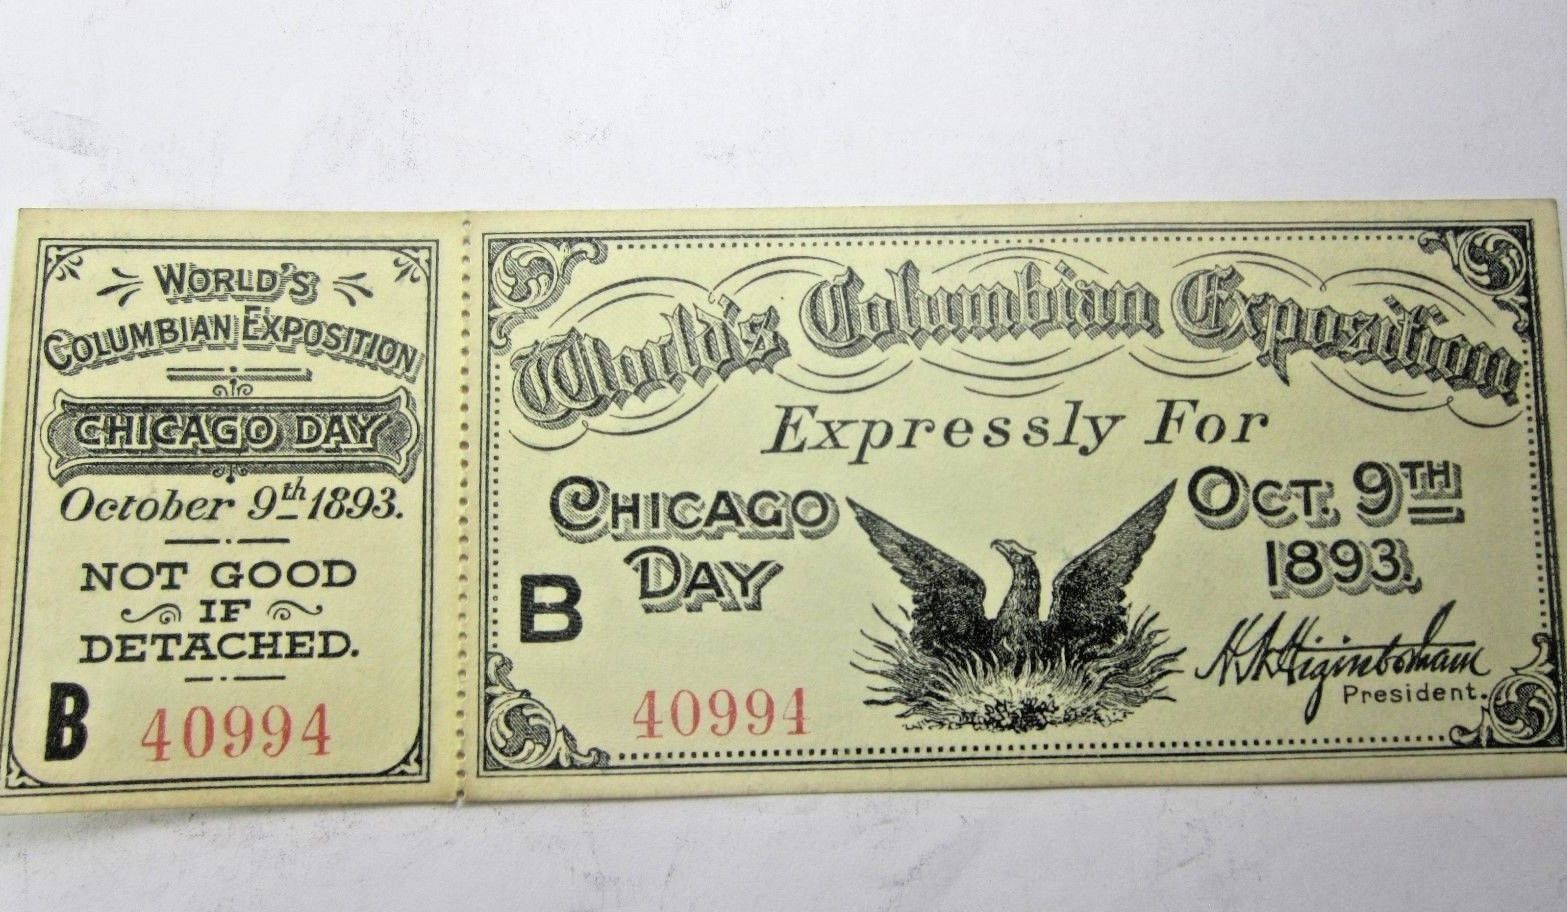 World's
Columbian Exposition
Chicago Day
October 9th 1893.
NOT GOOD
IF
DETACHED.
B 40994
World's Columbian Exposition
Expressly For
Chicago Day
Oct. 9TH 1893.
B
40994
H.N. Higinbotham
President.